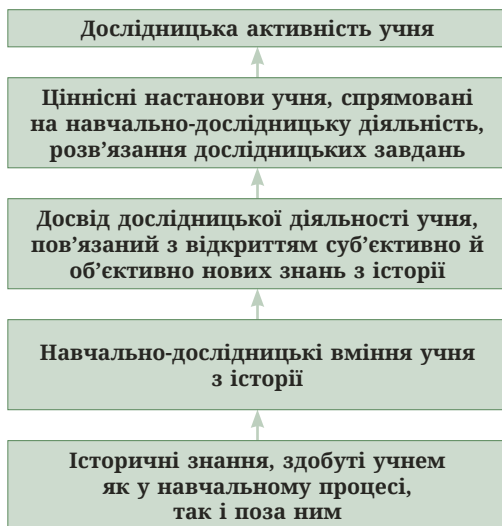 Дослідницька активність учня
Ціннісні настанови учня, спрямовані
на навчально-дослідницьку діяльність,
розв’язання дослідницьких завдань
Досвід дослідницької діяльності учня,
пов’язаний з відкриттям суб’єктивно й
об’єктивно нових знань з історії
Навчально-дослідницькі вміння учня
з історії
Історичні знання, здобуті учнем
як у навчальному процесі,
так і поза ним